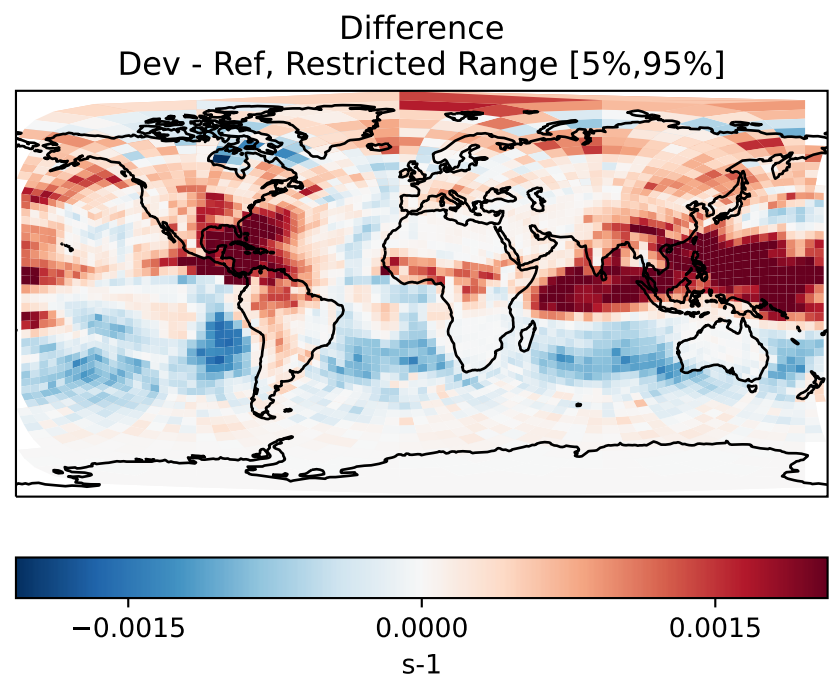 Difference
Dev - Ref, Restricted Range [5%,95%]
−0.0015 0.0000 0.0015
s-1